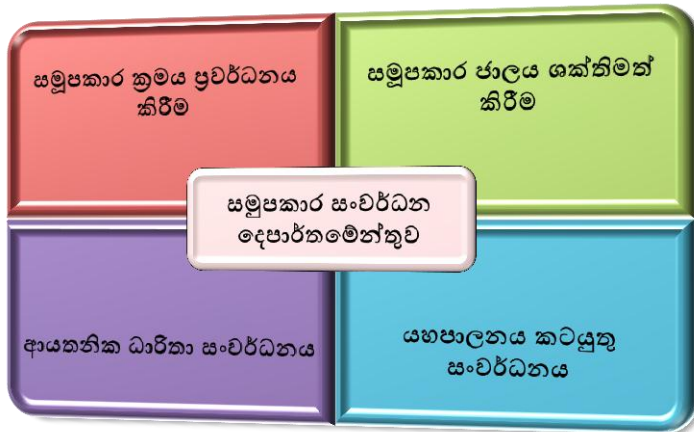 සමූපකාර ක්‍රමය ප්‍රවර්ධනය
කිරීම
සමූපකාර ජාලය ශක්තිමත්
කිරීම
සමුපකාර සංවර්ධන
දෙපාර්තමේන්තුව
ආයතනික ධාරිතා සංවර්ධනය
යහපාලනය කටයුතු
සංවර්ධනය